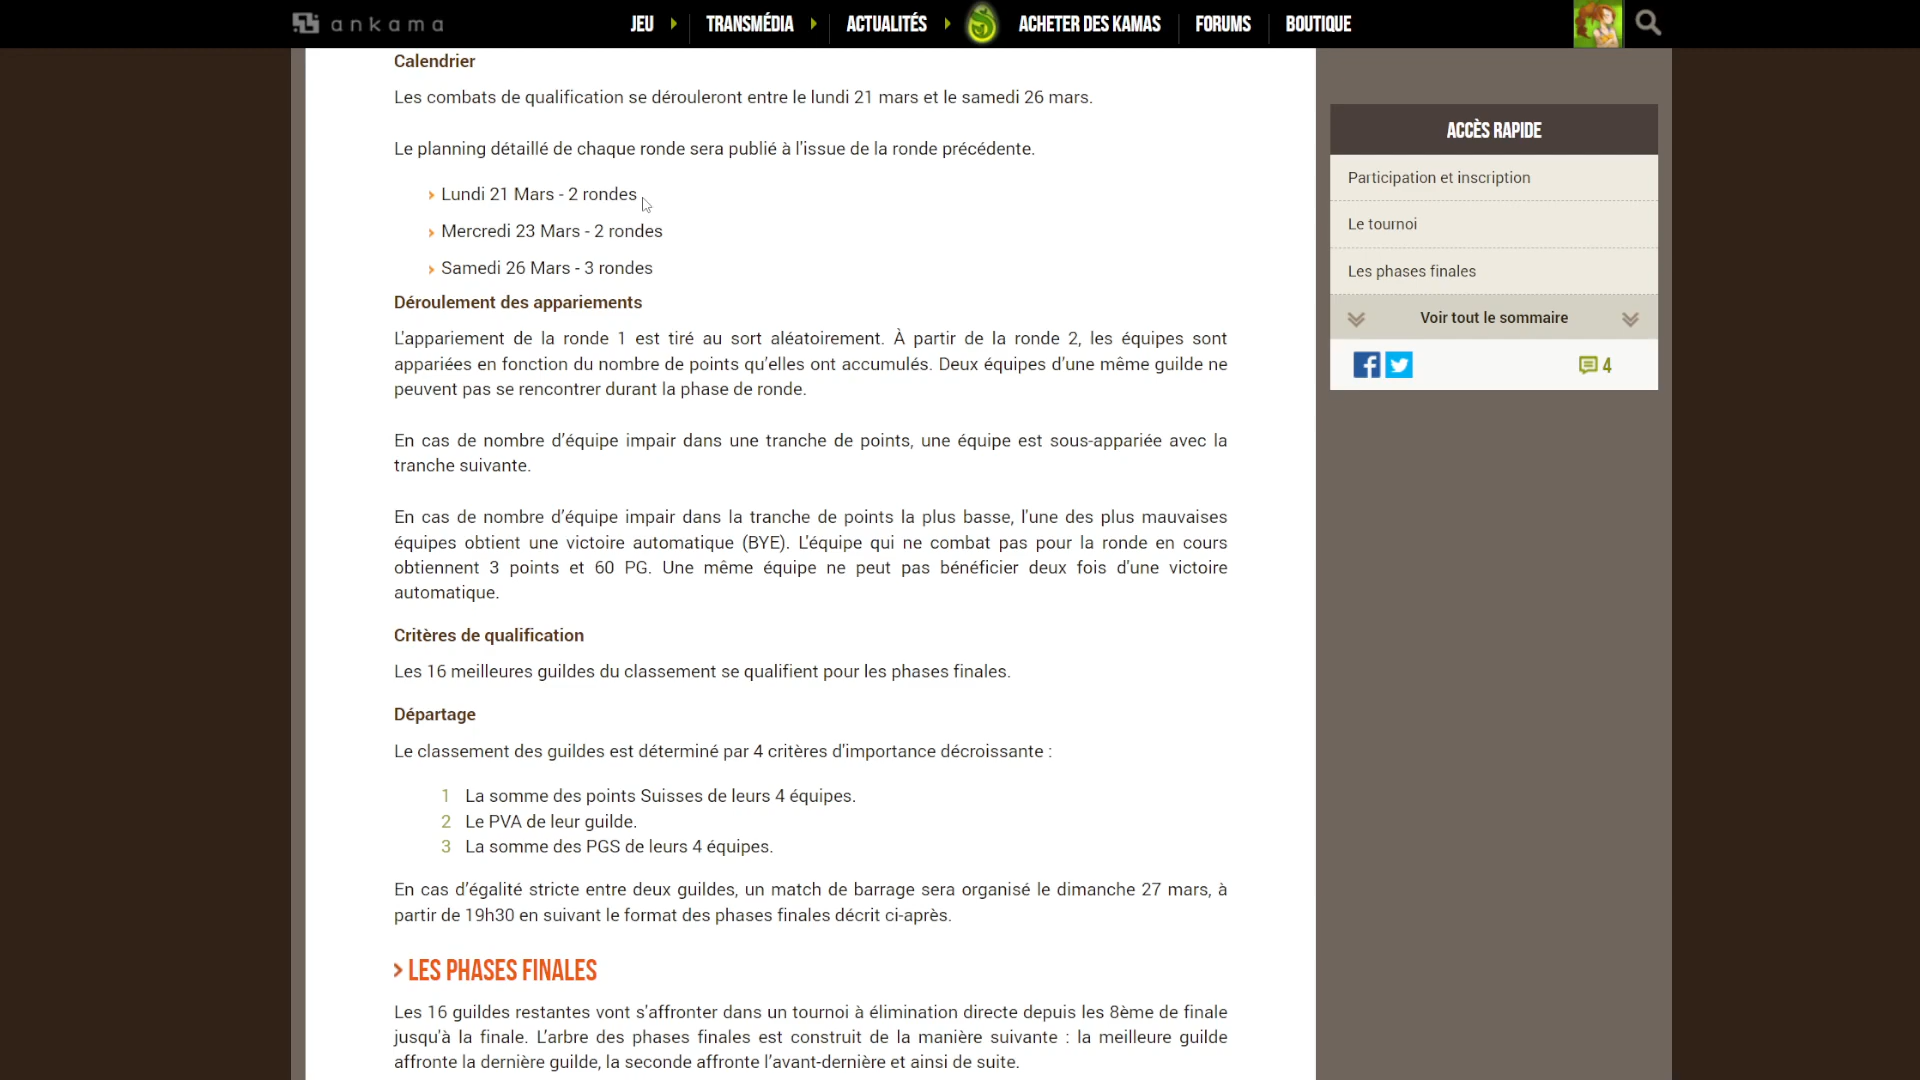 ankama
JEU
TRANSMÉDIA
ACTUALITÉS
ACHETER DES KAMAS
FORUMS
BOUTIQUE
Calendrier
Les combats de qualification se dérouleront entre le lundi 21 mars et le samedi 26 mars.
Le planning détaillé de chaque ronde sera publié à l'issue de la ronde précédente.
Lundi 21 Mars - 2 rondes
Mercredi 23 Mars - 2 rondes
Samedi 26 Mars - 3 rondes
Déroulement des appariements
L'appariement de la ronde 1 est tiré au sort aléatoirement. À partir de la ronde 2, les équipes sont
appariées en fonction du nombre de points qu'elles ont accumulés. Deux équipes d'une même guilde ne
peuvent pas se rencontrer durant la phase de ronde.
En cas de nombre d'équipe impair dans une tranche de points, une équipe est sous-appariée avec la
tranche suivante.
En cas de nombre d'équipe impair dans la tranche de points la plus basse, l'une des plus mauvaises
équipes obtient une victoire automatique (BYE). L'équipe qui ne combat pas pour la ronde en cours
obtiennent 3 points et 60 PG. Une même équipe ne peut pas bénéficier deux fois d'une victoire
automatique.
Critères de qualification
Les 16 meilleures guildes du classement se qualifient pour les phases finales.
Départage
Le classement des guildes est déterminé par 4 critères d'importance décroissante :
1 La somme des points Suisses de leurs 4 équipes.
2 Le PVA de leur guilde.
3 La somme des PGS de leurs 4 équipes.
En cas d'égalité stricte entre deux guildes, un match de barrage sera organisé le dimanche 27 mars, à
partir de 19h30 en suivant le format des phases finales décrit ci-après.
> LES PHASES FINALES
Les 16 guildes restantes vont s'affronter dans un tournoi à élimination directe depuis les 8ème de finale
jusqu'à la finale. L'arbre des phases finales est construit de la manière suivante : la meilleure guilde
affronte la dernière guilde, la seconde affronte l'avant-dernière et ainsi de suite.
ACCÈS RAPIDE
Participation et inscription
Le tournoi
Les phases finales
Voir tout le sommaire
4